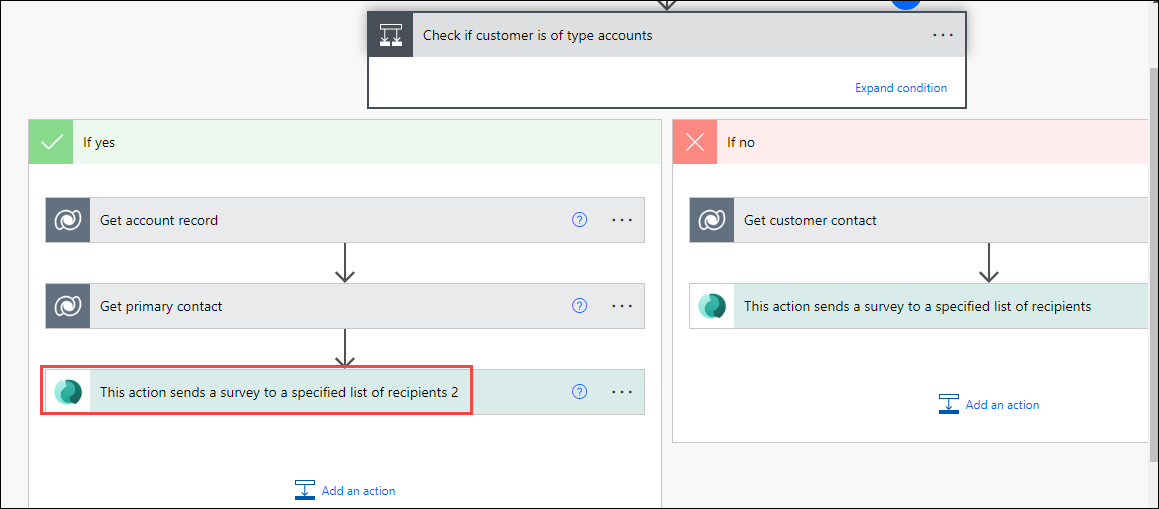 Check if customer is of type accounts
...
Expand condition
If yes
Get account record
? ...
Get primary contact
? ...
This action sends a survey to a specified list of recipients 2
? ...
Add an action
If no
Get customer contact
This action sends a survey to a specified list of recipients
Add an action